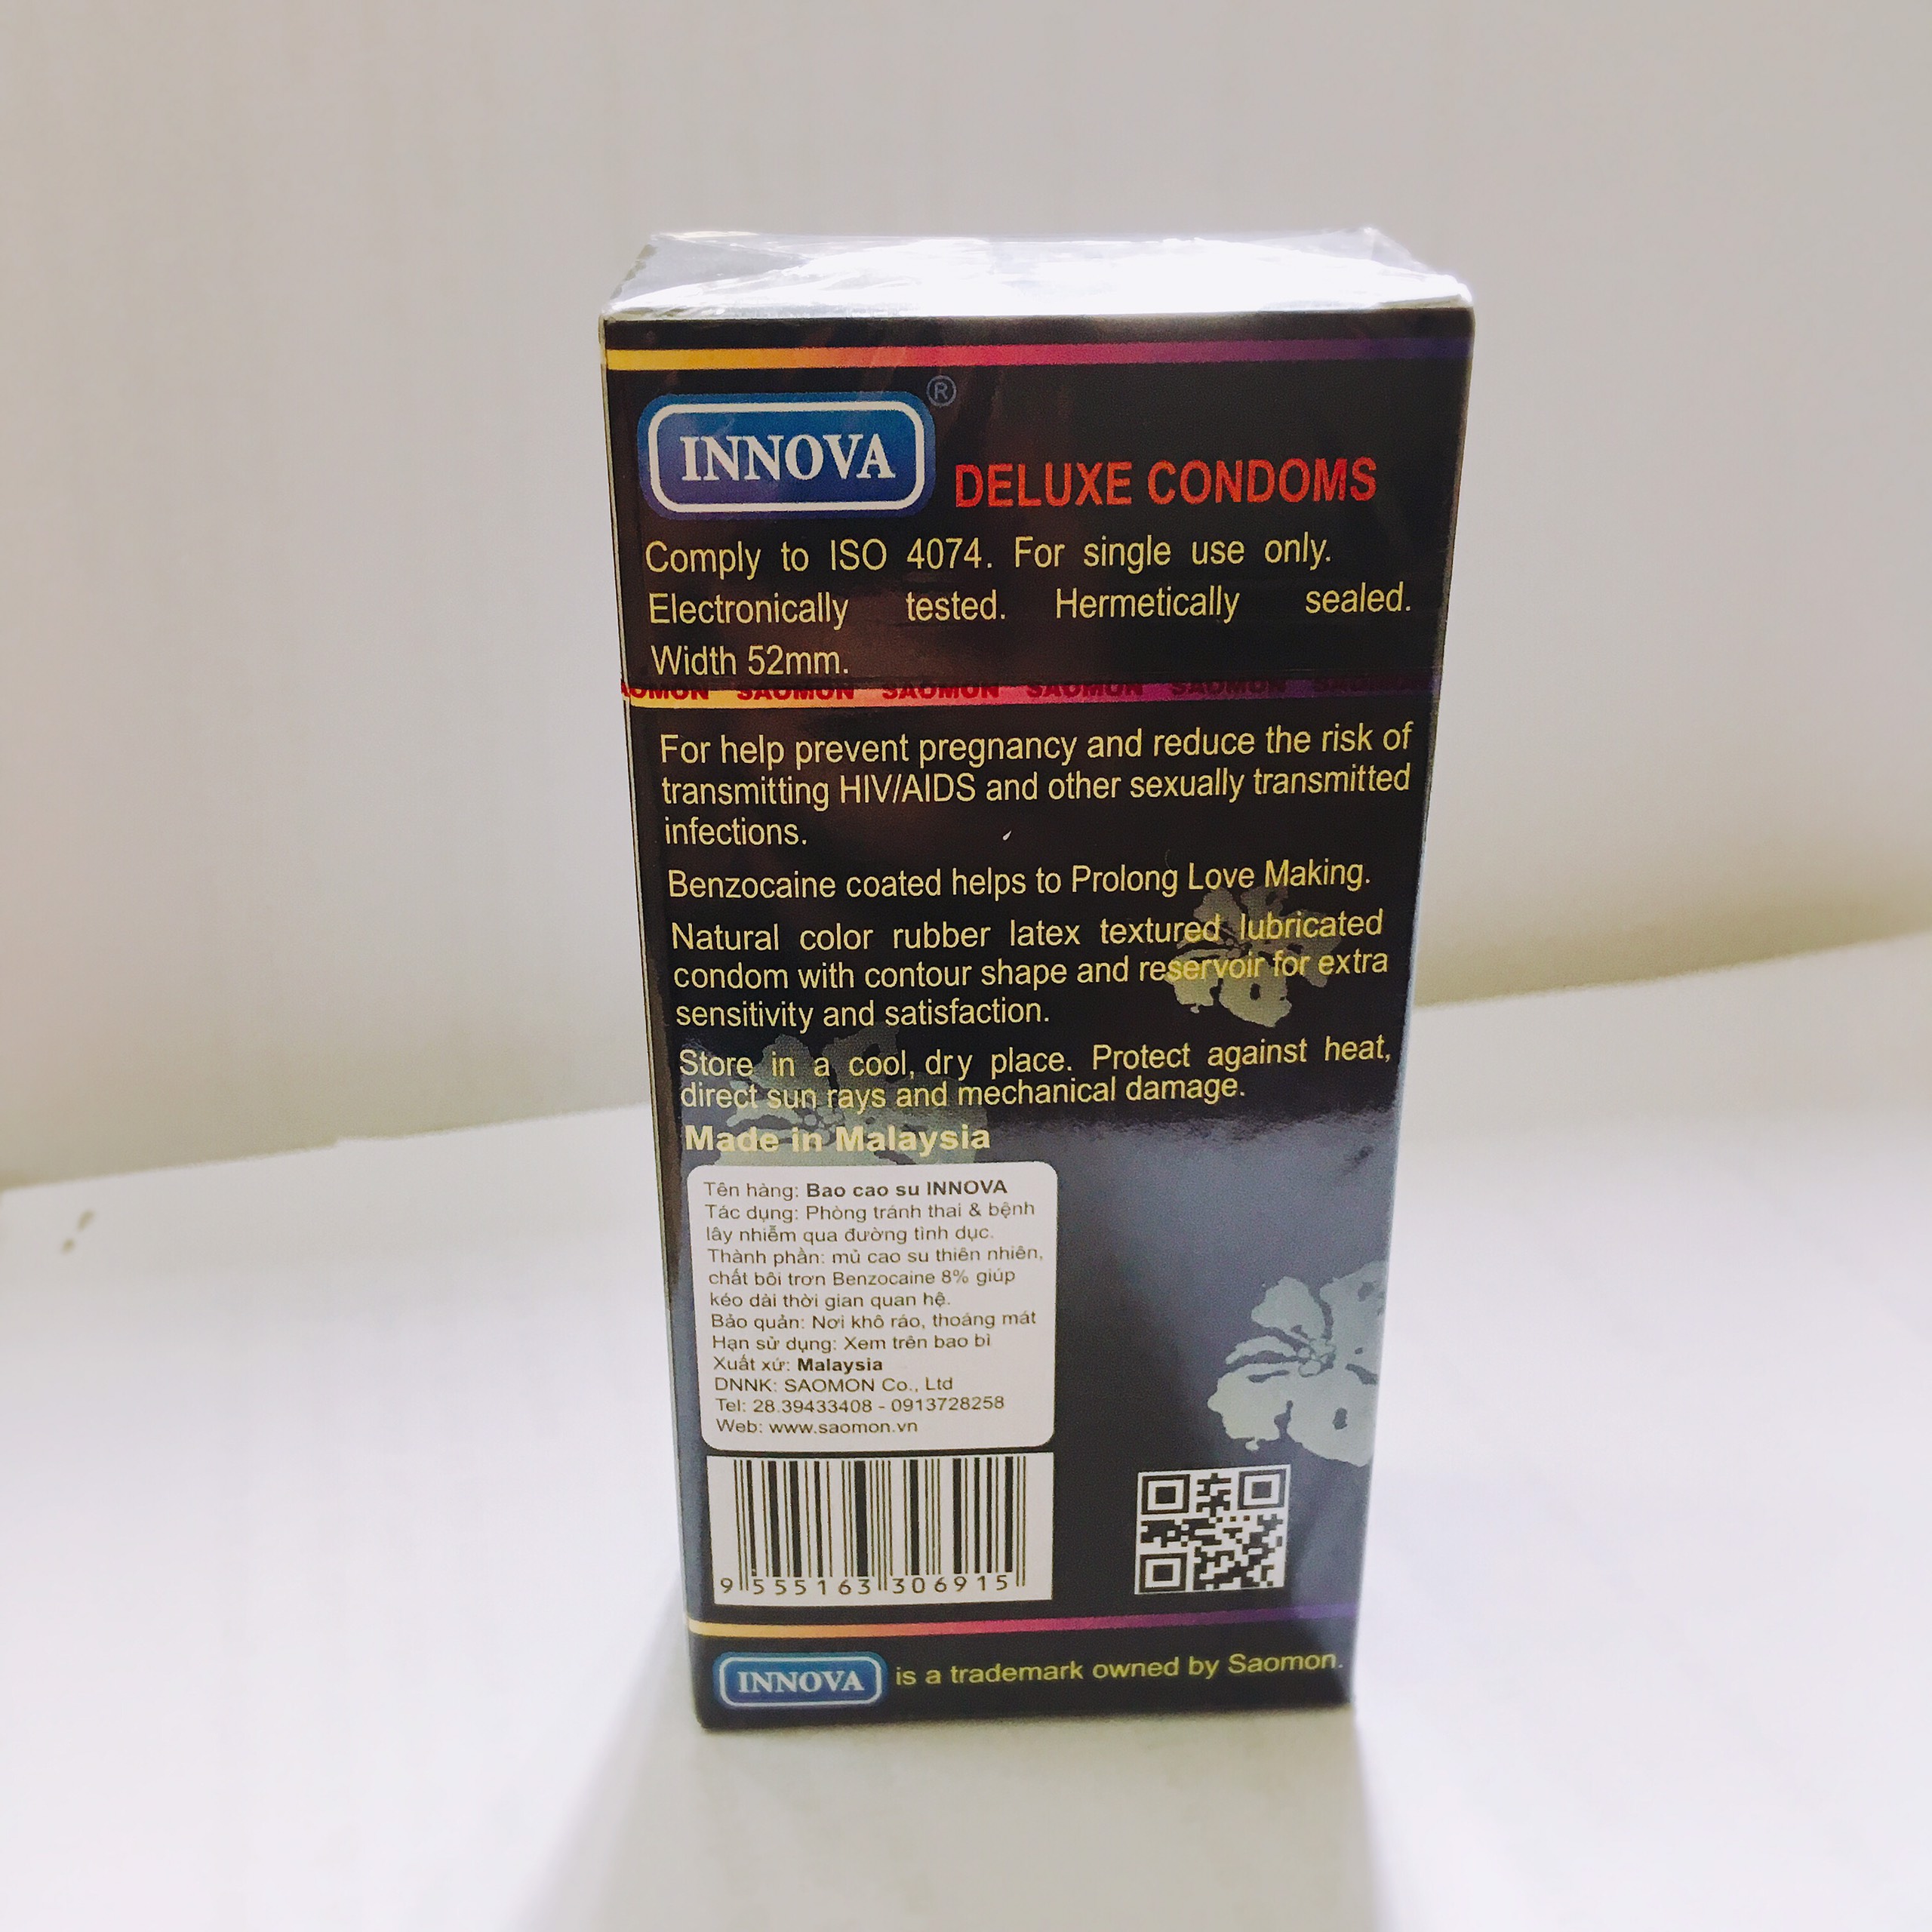 INNOVA ®
DELUXE CONDOMS
Comply to ISO 4074. For single use only.
Electronically tested. Hermetically sealed.
Width 52mm.
SAOMON SAOMON SAOMON SAOMON
For help prevent pregnancy and reduce the risk of
transmitting HIV/AIDS and other sexually transmitted
infections.
Benzocaine coated helps to Prolong Love Making.
Natural color rubber latex textured lubricated
condom with contour shape and reservoir for extra
sensitivity and satisfaction.
Store in a cool, dry place. Protect against heat,
direct sun rays and mechanical damage.
Made in Malaysia
Tên hàng: Bao cao su INNOVA
Tác dụng: Phòng tránh thai & bệnh
lây nhiễm qua đường tình dục.
Thành phần: mủ cao su thiên nhiên,
chất bôi trơn Benzocaine 8% giúp
kéo dài thời gian quan hệ.
Bảo quản: Nơi khô ráo, thoáng mát
Hạn sử dụng: Xem trên bao bì
Xuất xứ: Malaysia
DNNK: SAOMON Co., Ltd
Tel: 28.39433408 - 0913728258
Web: www.saomon.vn
9 555163 306915
INNOVA is a trademark owned by Saomon.